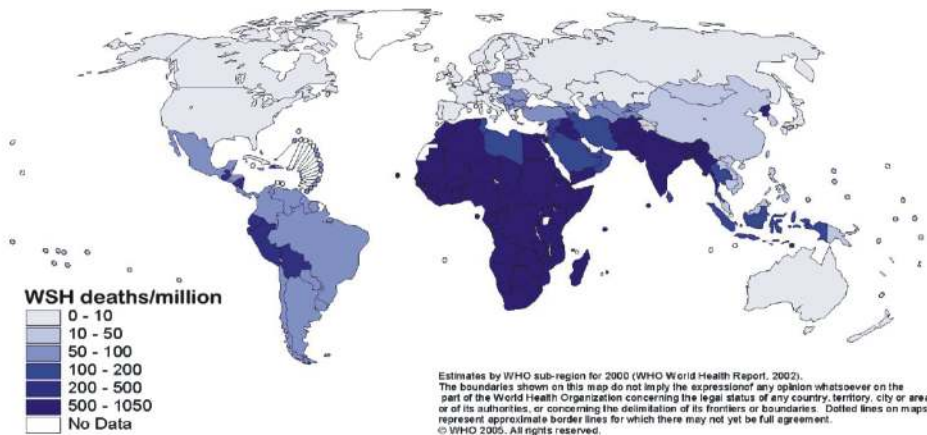 WSH deaths/million
0 - 10
10 - 50
50 - 100
100 - 200
200 - 500
500 - 1050
No Data
Estimates by WHO sub-region for 2000 (WHO World Health Report, 2002).
The boundaries shown on this map do not imply the expressionof any opinion whatsoever on the
part of the World Health Organization concerning the legal status of any country, territory, city or area
or of its authorities, or concerning the delimitation of its frontiers or boundaries. Dotted lines on maps
represent approximate border lines for which there may not yet be full agreement.
© WHO 2005. All rights reserved.